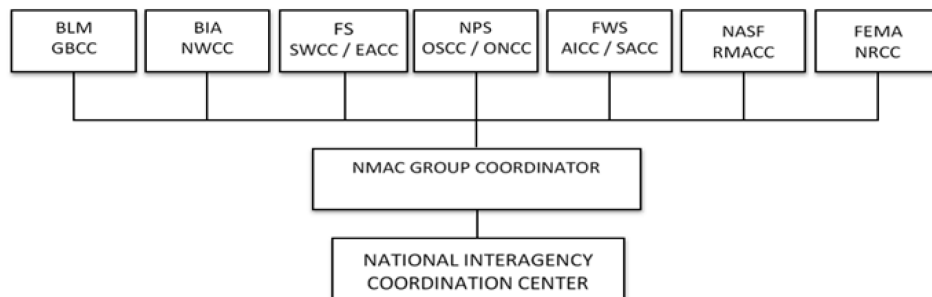 BLM
GBCC
BIA
NWCC
FS
SWCC / EACC
NPS
OSCC / ONCC
FWS
AICC / SACC
NASF
RMACC
FEMA
NRCC
NMAC GROUP COORDINATOR
NATIONAL INTERAGENCY
COORDINATION CENTER